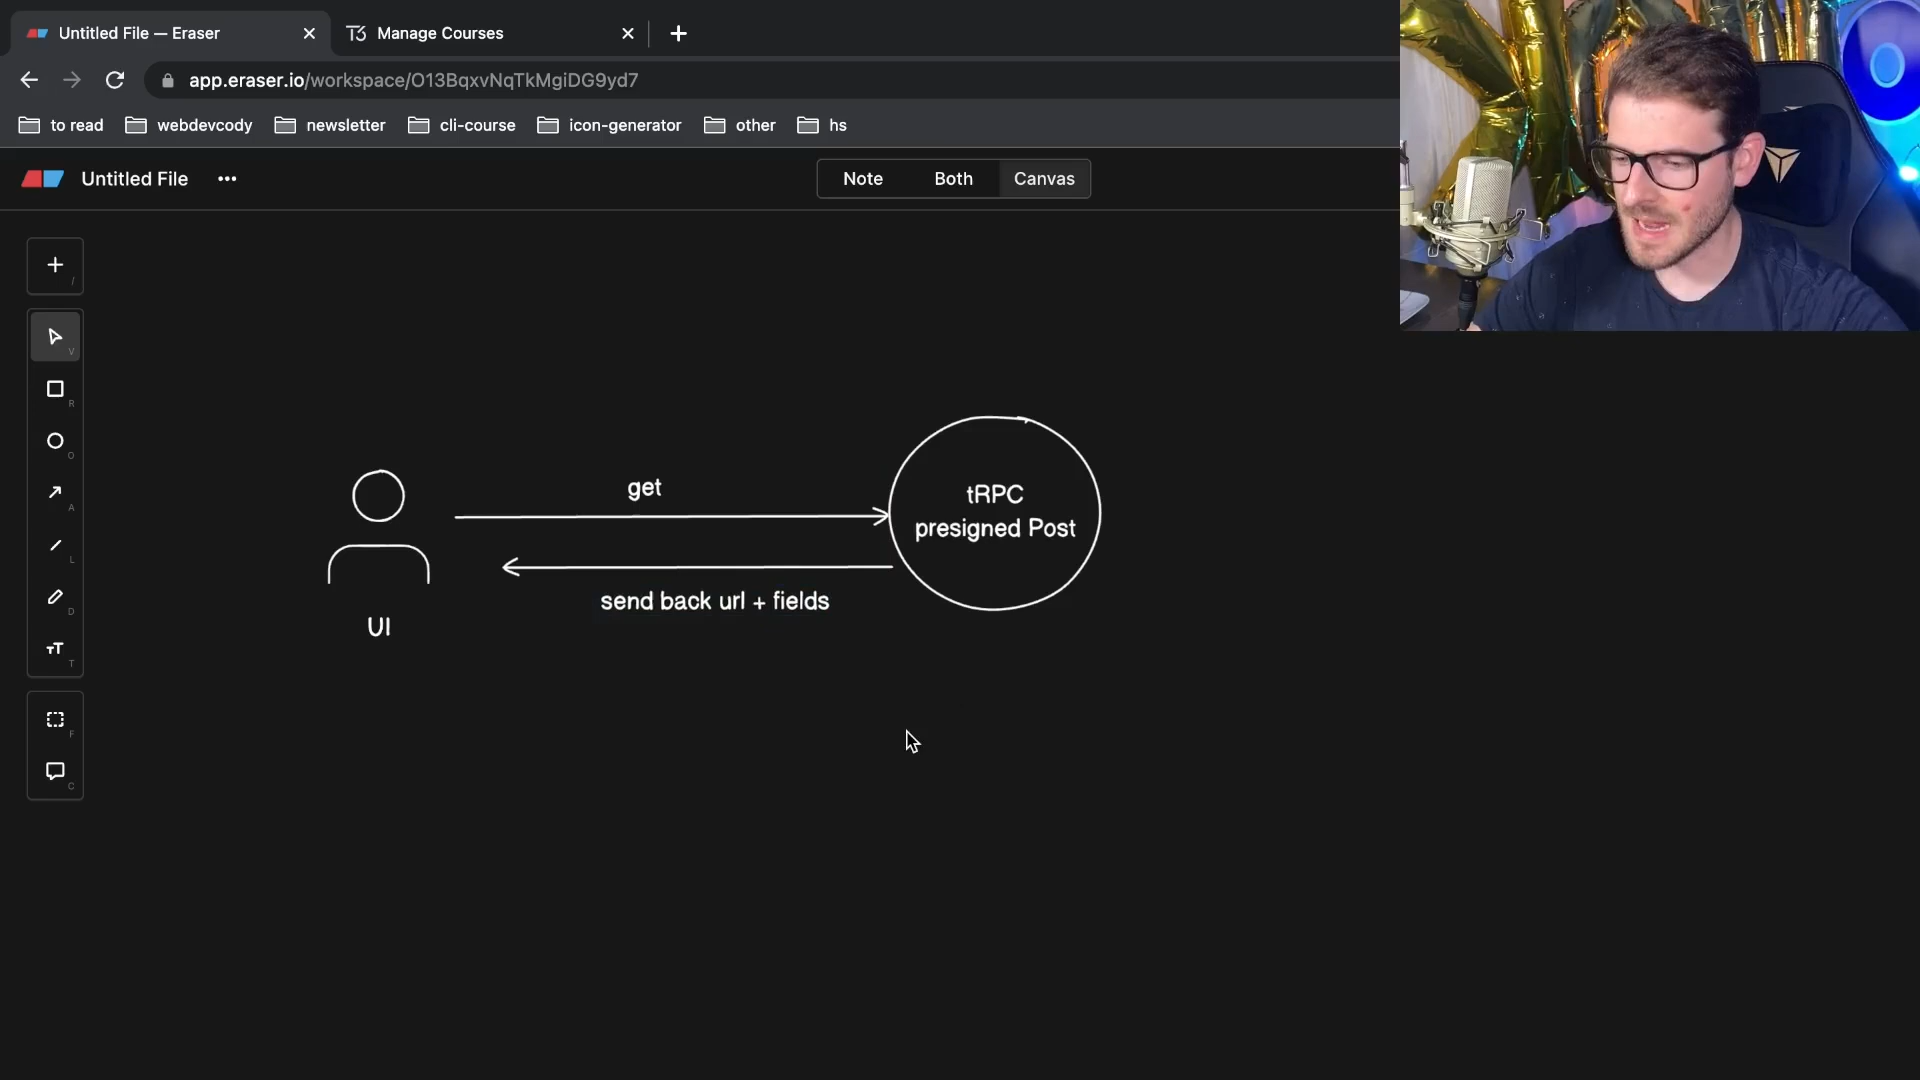 Untitled File — Eraser
Manage Courses
app.eraser.io/workspace/O13BqxvNqTkMgiDG9yd7
to read
webdevcody
newsletter
cli-course
icon-generator
other
hs
Untitled File
Note
Both
Canvas
/
V
R
O
A
L
D
T
F
C
get
tRPC
presigned Post
send back url + fields
UI